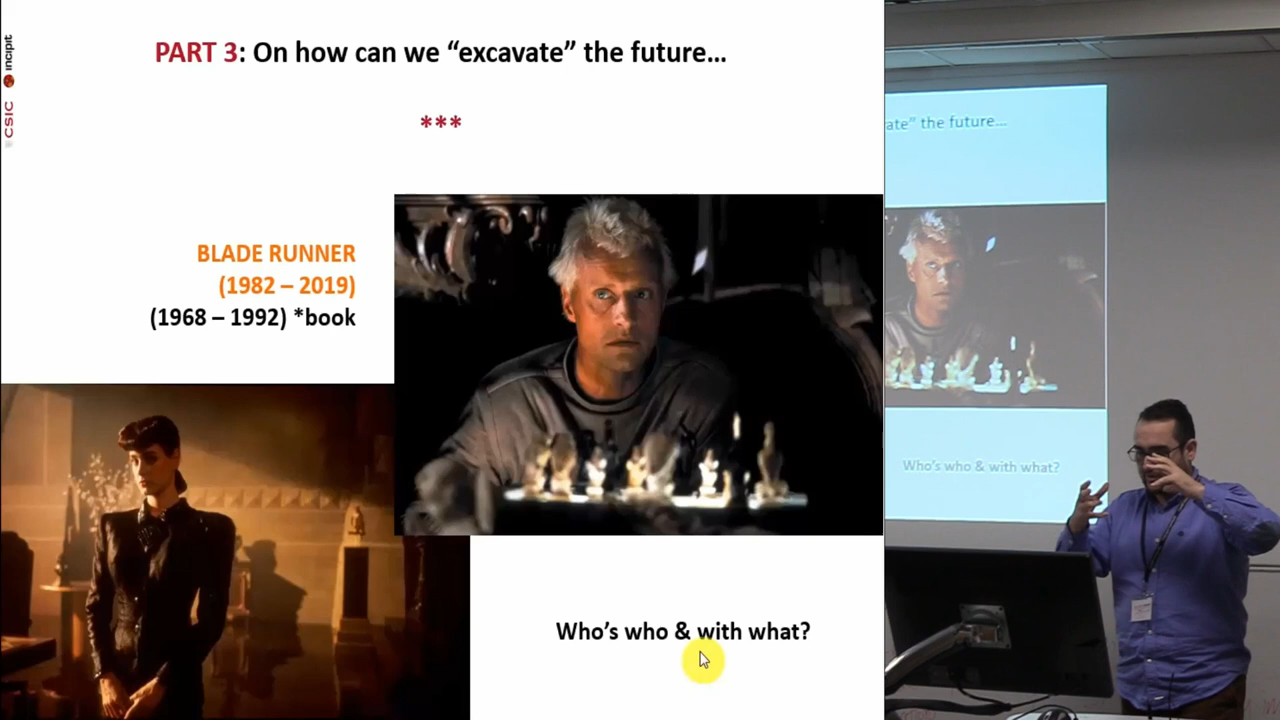 PART 3: On how can we “excavate” the future...
***
BLADE RUNNER
(1982 – 2019)
(1968 – 1992) *book
Who’s who & with what?
CSIC incipit
ate” the future...
Who’s who & with what?